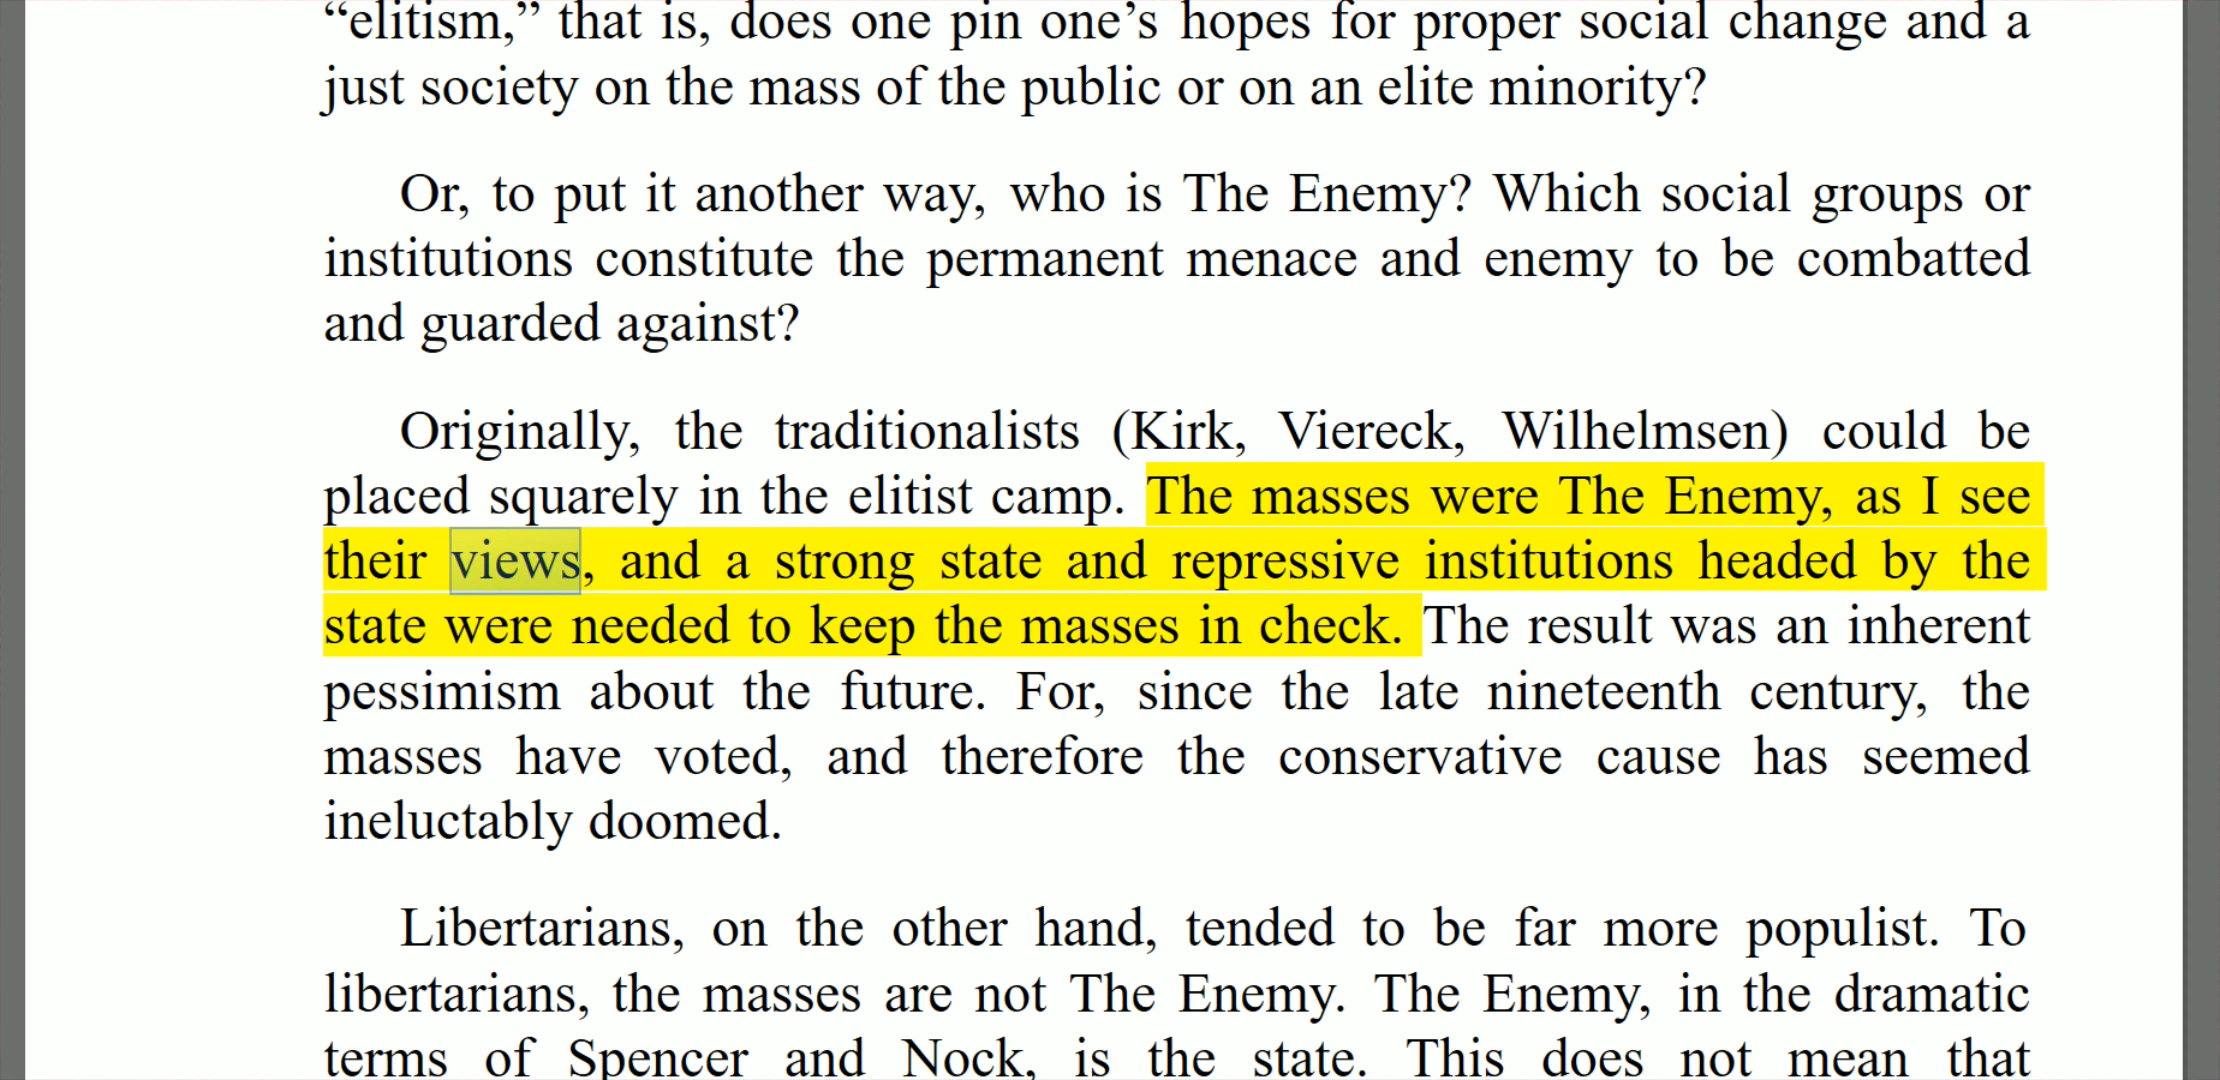 “elitism,” that is, does one pin one’s hopes for proper social change and a
just society on the mass of the public or on an elite minority?
Or, to put it another way, who is The Enemy? Which social groups or
institutions constitute the permanent menace and enemy to be combatted
and guarded against?
Originally, the traditionalists (Kirk, Viereck, Wilhelmsen) could be
placed squarely in the elitist camp. The masses were The Enemy, as I see
their views, and a strong state and repressive institutions headed by the
state were needed to keep the masses in check. The result was an inherent
pessimism about the future. For, since the late nineteenth century, the
masses have voted, and therefore the conservative cause has seemed
ineluctably doomed.
Libertarians, on the other hand, tended to be far more populist. To
libertarians, the masses are not The Enemy. The Enemy, in the dramatic
terms of Spencer and Nock, is the state. This does not mean that